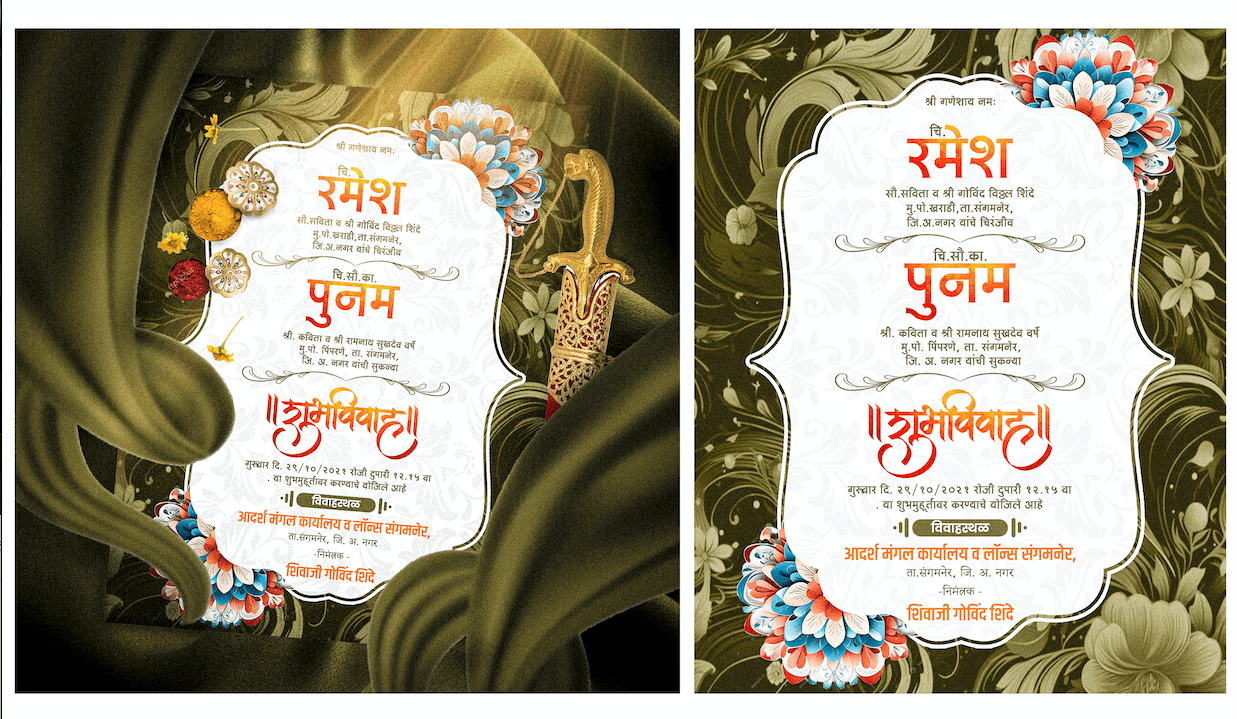 श्री गणेशाय नमः
चि.
रमेश
सौ.सविता व श्री गोविंद विठ्ठल शिंदे
मु.पो.खराडी,ता.संगमनेर,
जि.अ.नगर यांचे चिरंजीव
चि.सौ.का.
पुनम
श्री. कविता व श्री रामनाथ सुखदेव वर्पे
मु.पो. पिंपरणे, ता. संगमनेर,
जि. अ. नगर यांची सुकन्या
॥शुभविवाह॥
गुरुवार दि. २९/१०/२०२१ रोजी दुपारी १२.१५ वा
. या शुभमुहूर्तावर करण्याचे योजिले आहे
विवाहस्थळ
आदर्श मंगल कार्यालय व लॉन्स संगमनेर,
ता.संगमनेर, जि. अ. नगर
-निमंत्रक -
शिवाजी गोविंद शिंदे
श्री गणेशाय नमः
चि.
रमेश
सौ.सविता व श्री गोविंद विठ्ठल शिंदे
मु.पो.खराडी,ता.संगमनेर,
जि.अ.नगर यांचे चिरंजीव
चि.सौ.का.
पुनम
श्री. कविता व श्री रामनाथ सुखदेव वर्पे
मु.पो. पिंपरणे, ता. संगमनेर,
जि. अ. नगर यांची सुकन्या
॥शुभविवाह॥
गुरुवार दि. २९/१०/२०२१ रोजी दुपारी १२.१५ वा
. या शुभमुहूर्तावर करण्याचे योजिले आहे
विवाहस्थळ
आदर्श मंगल कार्यालय व लॉन्स संगमनेर,
ता.संगमनेर, जि. अ. नगर
-निमंत्रक -
शिवाजी गोविंद शिंदे